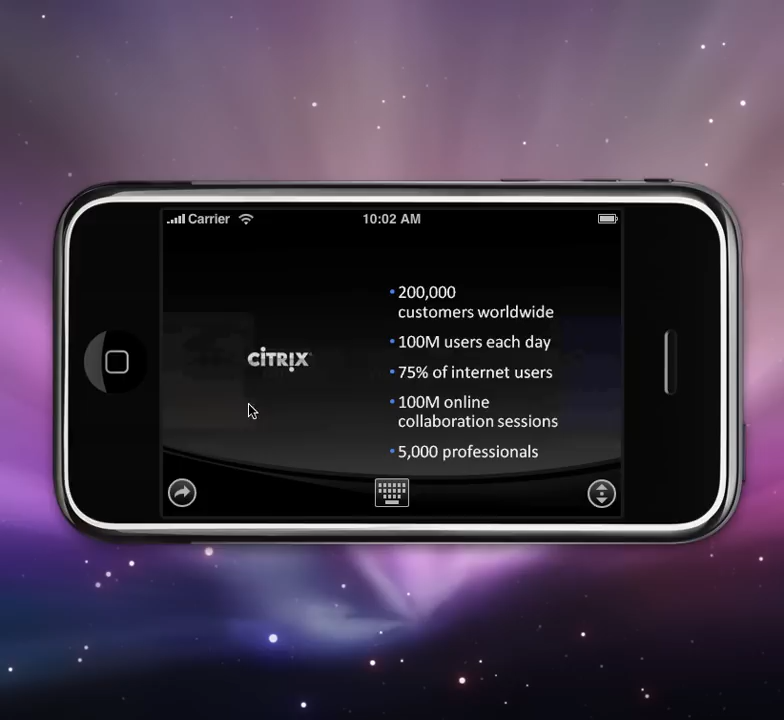 Carrier
10:02 AM
• 200,000
customers worldwide
• 100M users each day
CiTRIX
• 75% of internet users
• 100M online
collaboration sessions
• 5,000 professionals